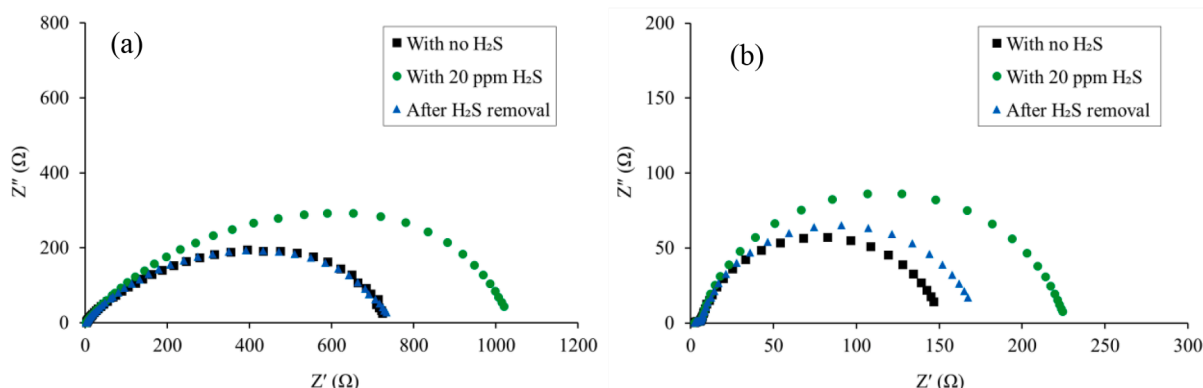 (a)
800
600
400
200
0
Z″ (Ω)
0 200 400 600 800 1000 1200
Z′ (Ω)
With no H₂S
With 20 ppm H₂S
After H₂S removal
(b)
200
150
100
50
0
Z″ (Ω)
0 50 100 150 200 250 300
Z′ (Ω)
With no H₂S
With 20 ppm H₂S
After H₂S removal